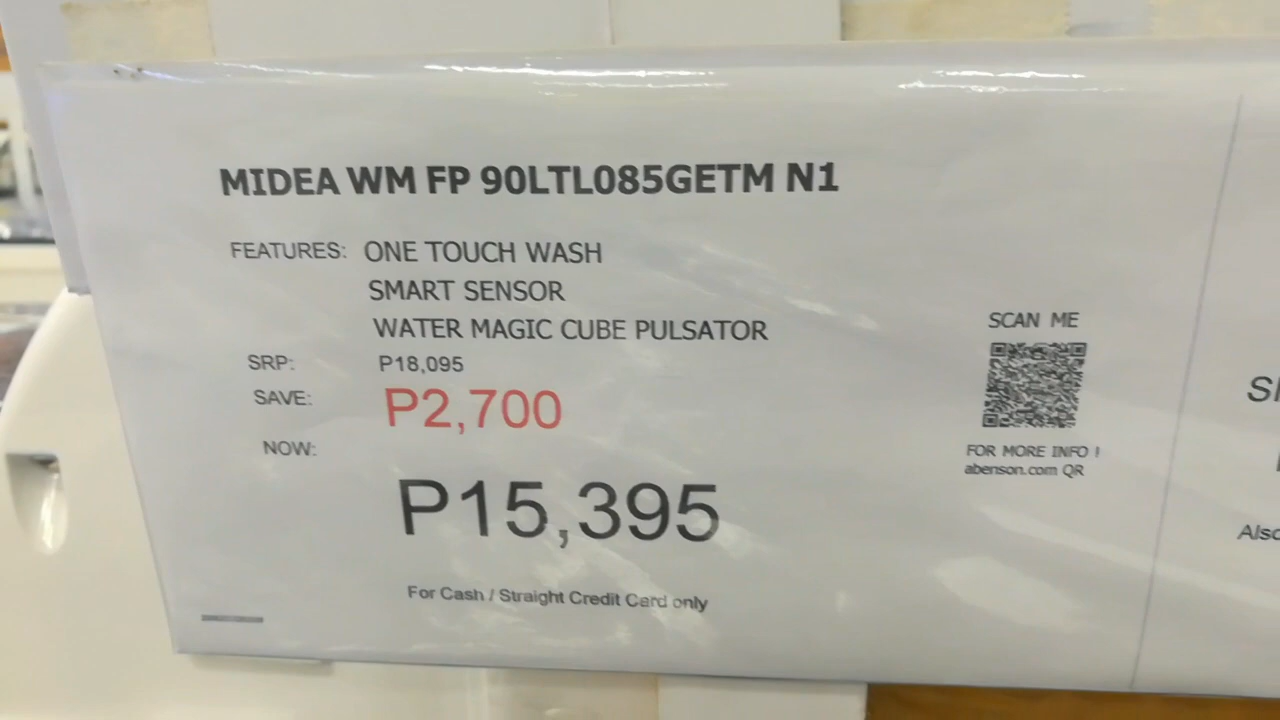 MIDEA WM FP 90LTL085GETM N1
FEATURES: ONE TOUCH WASH
SMART SENSOR
WATER MAGIC CUBE PULSATOR
SRP: P18,095
SAVE: P2,700
NOW:
P15,395
For Cash / Straight Credit Card only
SCAN ME
FOR MORE INFO !
abenson.com QR
Also